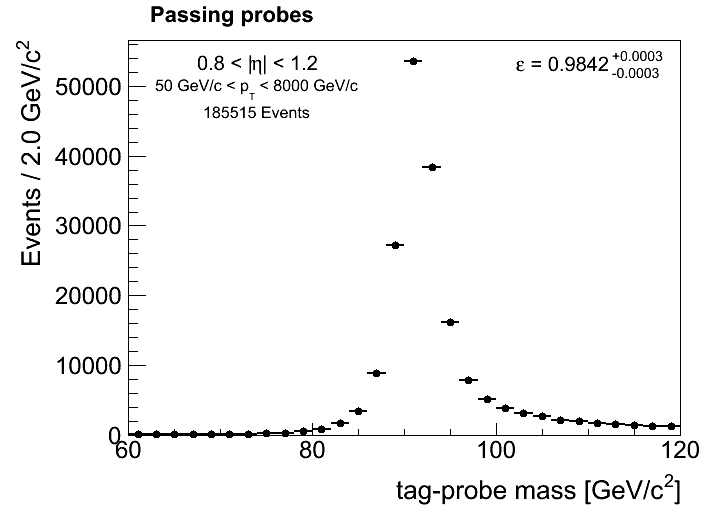 Passing probes
0.8 < |η| < 1.2
50 GeV/c < p_T < 8000 GeV/c
185515 Events
ε = 0.9842 +0.0003 -0.0003
Events / 2.0 GeV/c²
50000
40000
30000
20000
10000
0
60 80 100 120
tag-probe mass [GeV/c²]